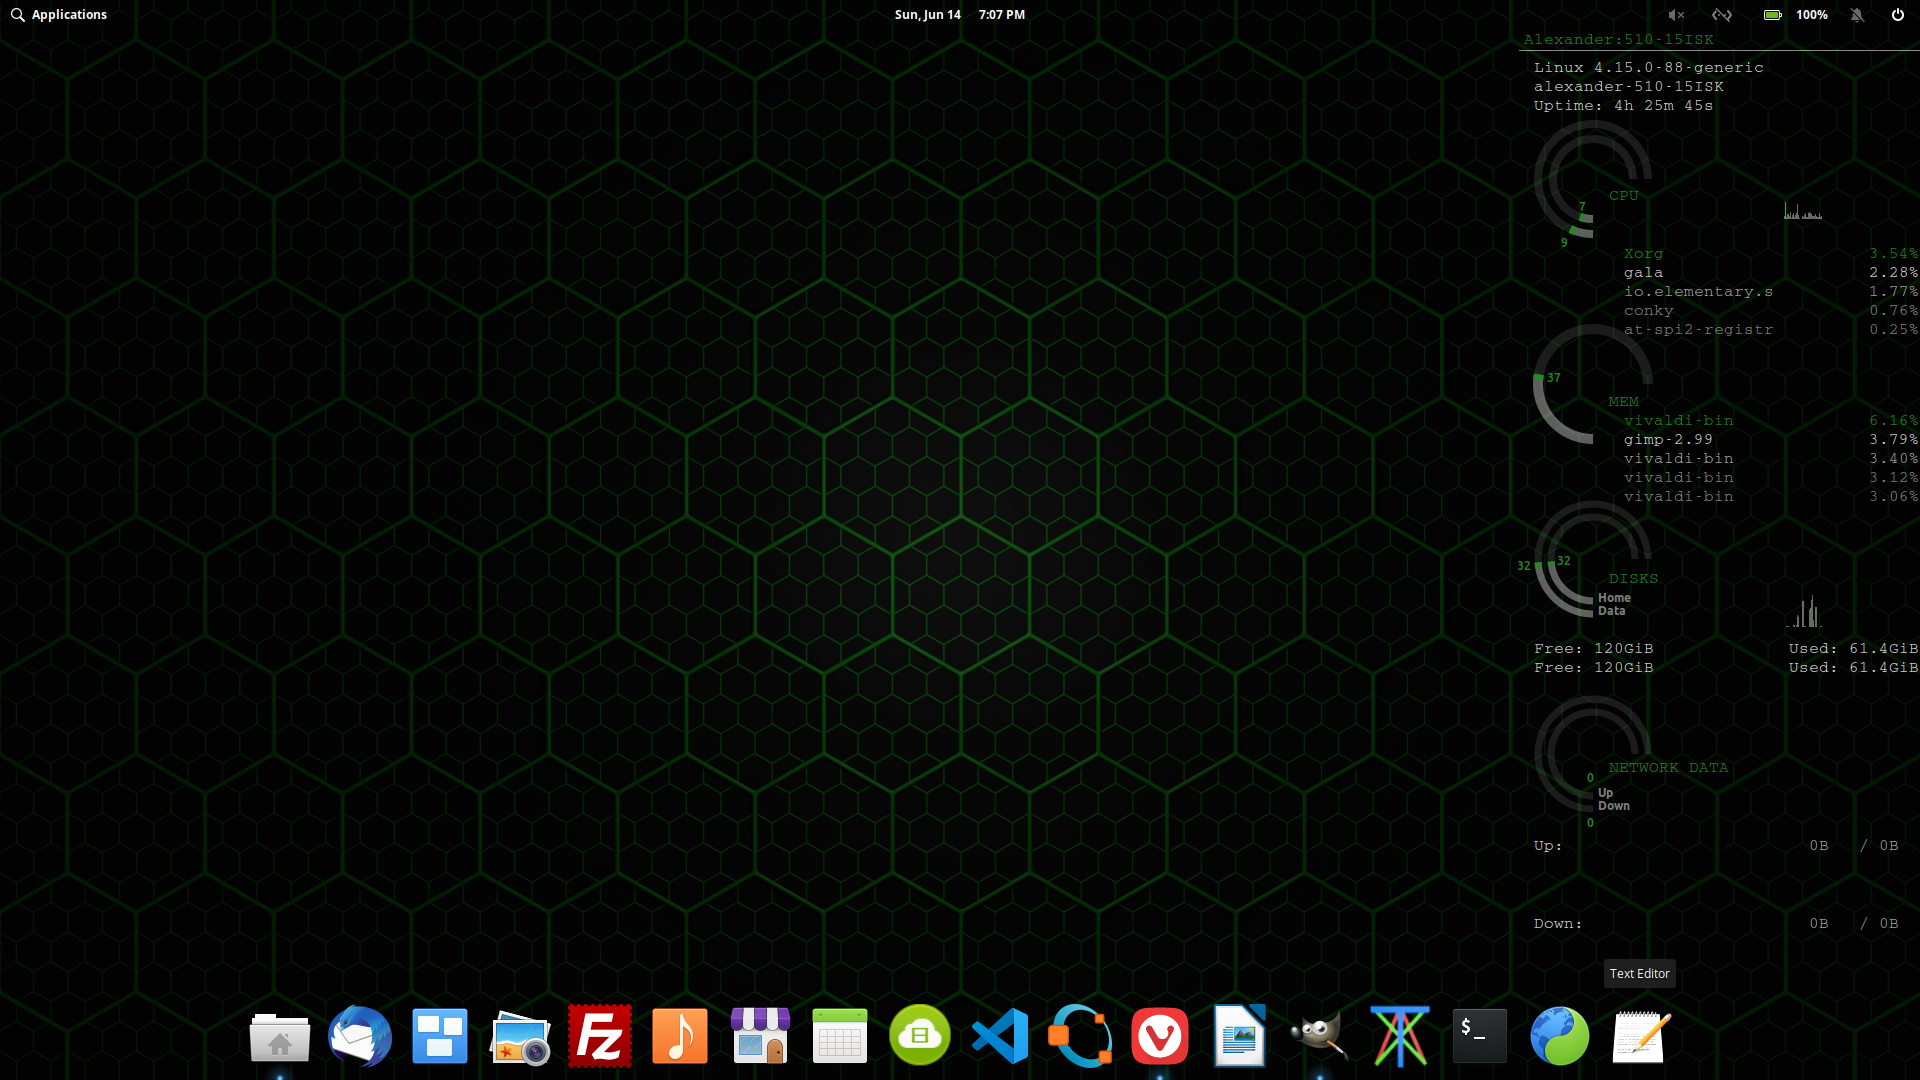 Applications
Sun, Jun 14 7:07 PM
100%
Alexander:510-15ISK
Linux 4.15.0-88-generic
alexander-510-15ISK
Uptime: 4h 25m 45s
CPU
7
9
Xorg 3.54%
gala 2.28%
io.elementary.s 1.77%
conky 0.76%
at-spi2-registr 0.25%
37
MEM
vivaldi-bin 6.16%
gimp-2.99 3.79%
vivaldi-bin 3.40%
vivaldi-bin 3.12%
vivaldi-bin 3.06%
32 32
DISKS
Home
Data
Free: 120GiB Used: 61.4GiB
Free: 120GiB Used: 61.4GiB
NETWORK DATA
0
Up
Down
0
Up: 0B / 0B
Down: 0B / 0B
Text Editor
Fz
$_